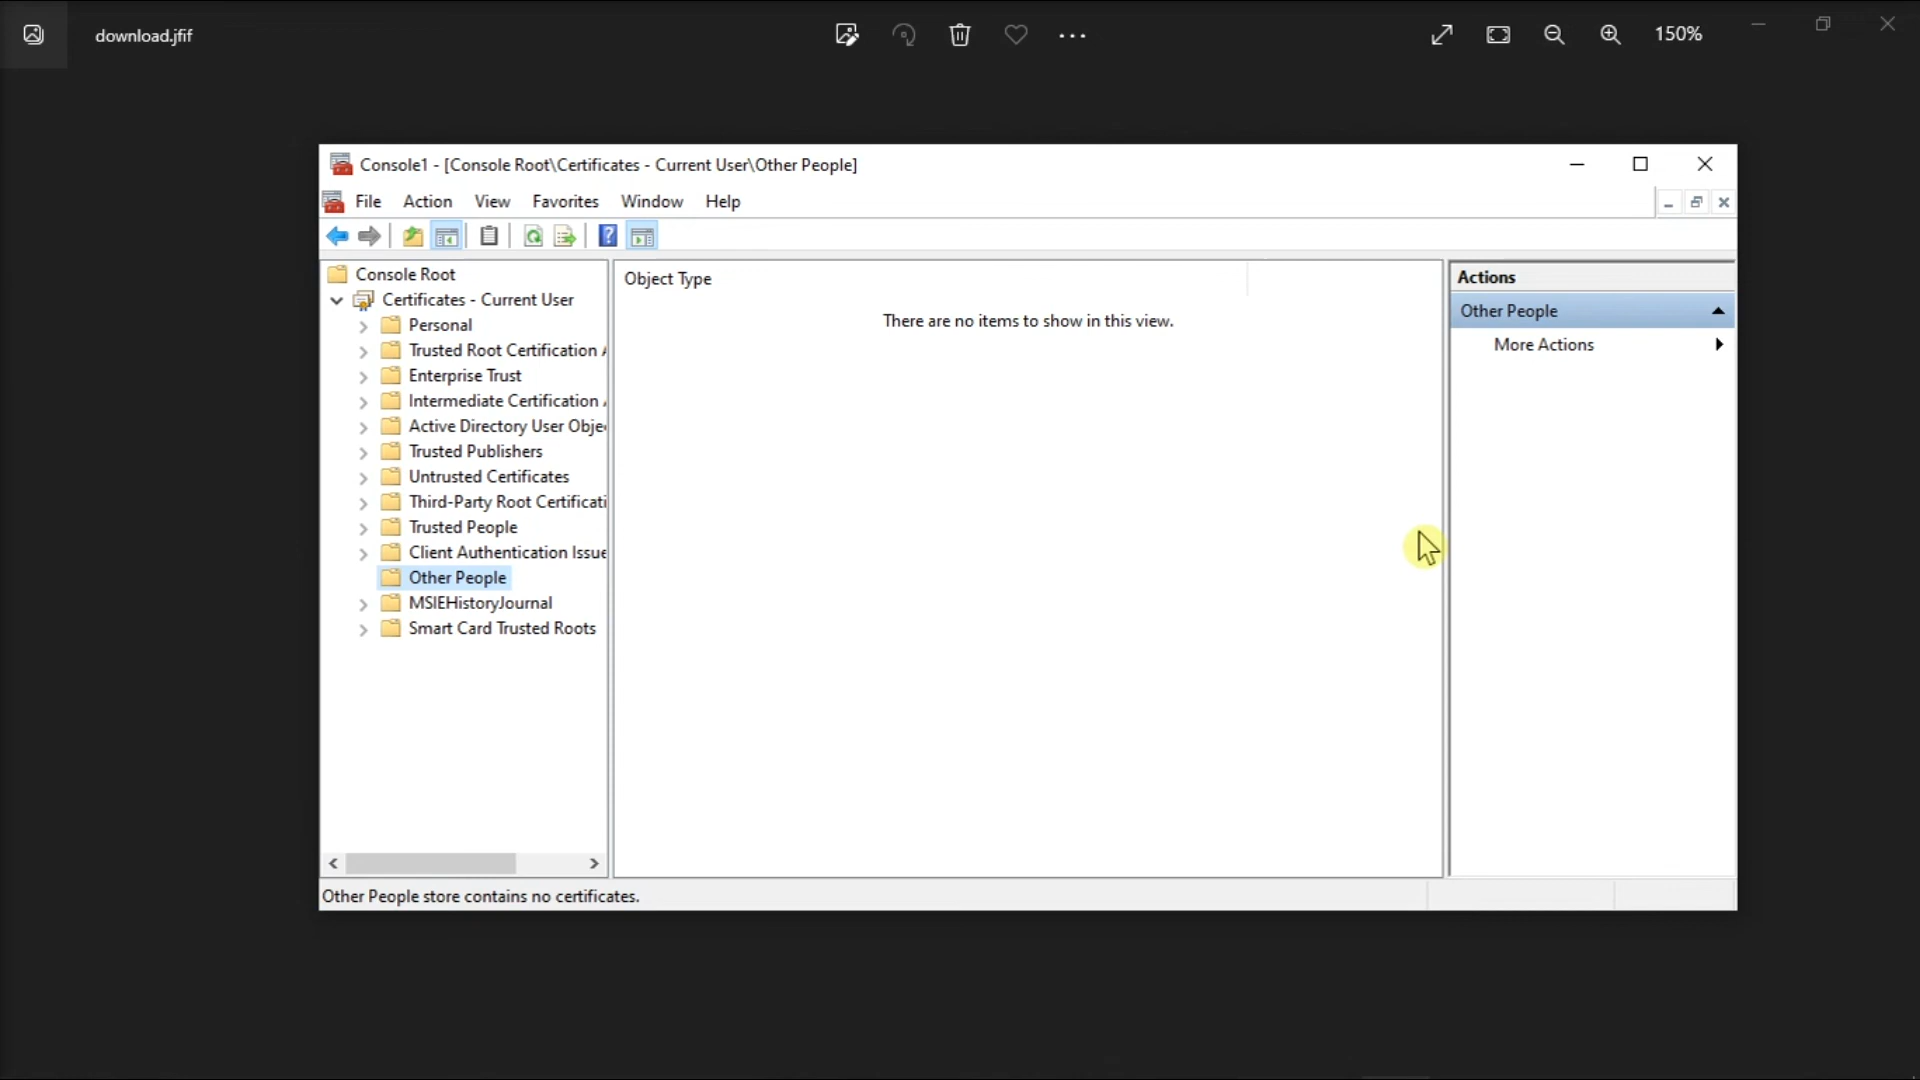 download.jfif
150%
Console1 - [Console Root\Certificates - Current User\Other People]
File Action View Favorites Window Help
Console Root
Certificates - Current User
Personal
Trusted Root Certification
Enterprise Trust
Intermediate Certification
Active Directory User
Trusted Publishers
Untrusted Certificates
Third-Party Root
Trusted People
Client Authentication
Other People
MSIEHistoryJournal
Smart Card Trusted Roots
Object Type
There are no items to show in this view.
Actions
Other People
More Actions
Other People store contains no certificates.